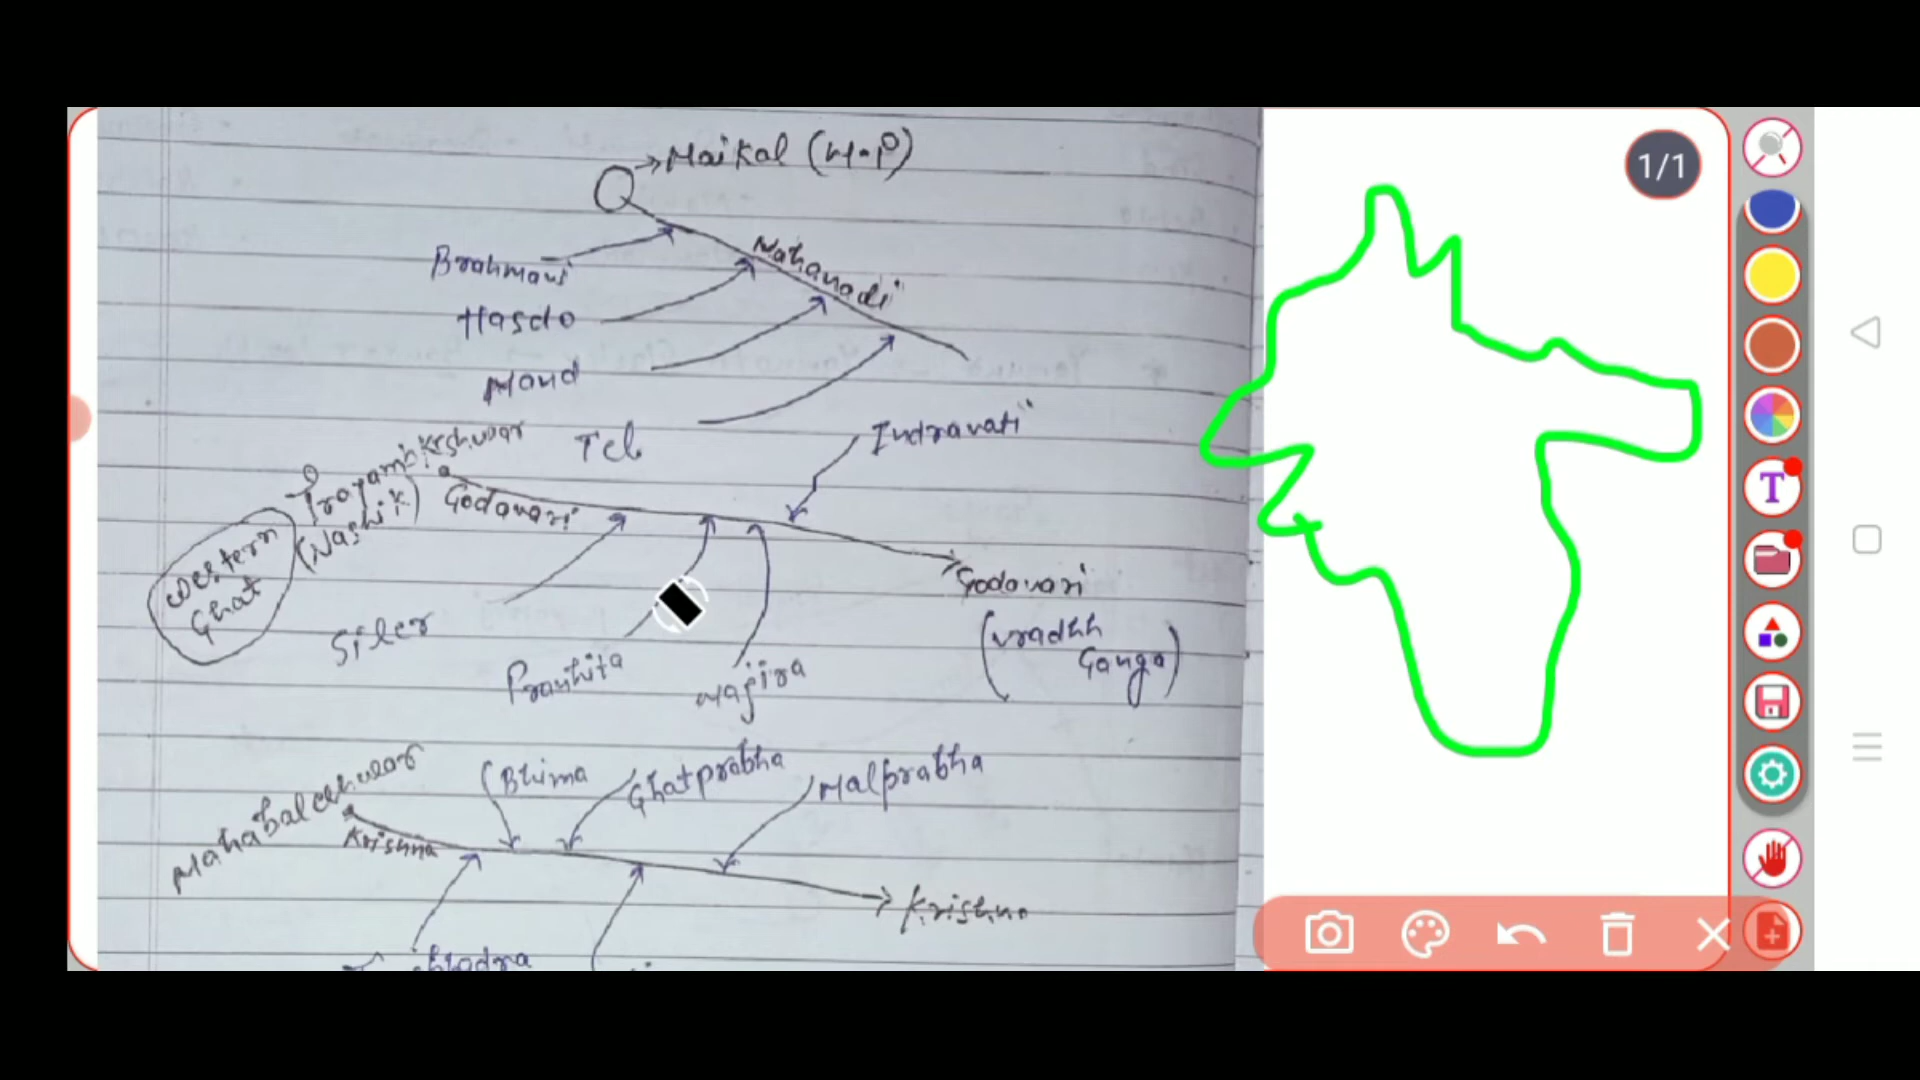 Maikal (M.P)
Mahanadi
Brahmani
Hasdo
Mand
Tel
Indravati
Trayambkeshwar
(Nashik)
Godavari
Western
Ghat
Godavari
(Vradhh
Ganga)
Siler
Pranhita
Majira
Mahabaleshwar
Krishna
Bhima
Ghatprabha
Malprabha
Krishna
1/1
T